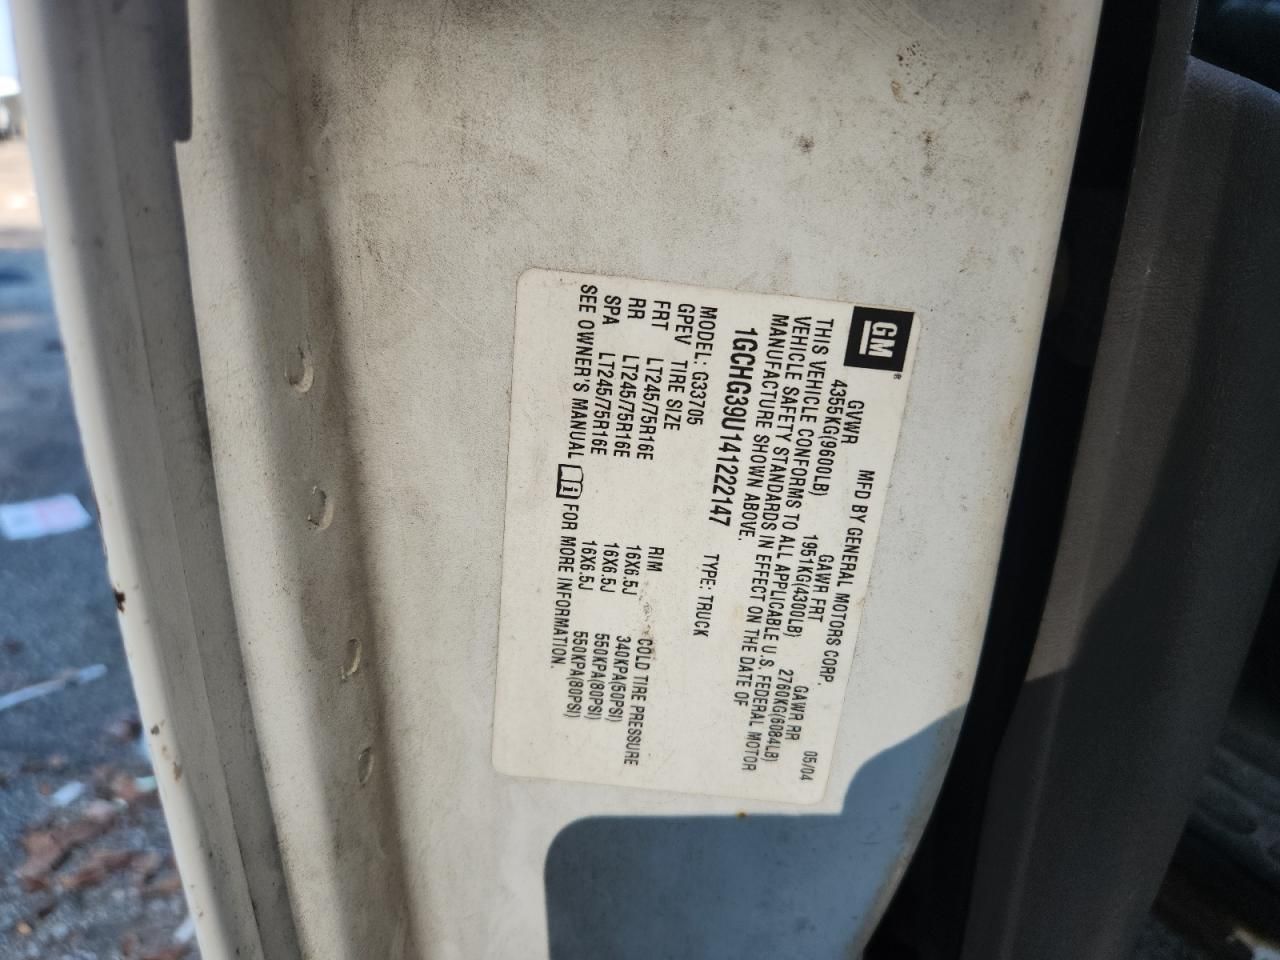 GM®
MFD BY GENERAL MOTORS CORP. 05/04
GVWR GAWR FRT GAWR RR
4355KG(9600LB) 1951KG(4300LB) 2760KG(6084LB)
THIS VEHICLE CONFORMS TO ALL APPLICABLE U.S. FEDERAL MOTOR
VEHICLE SAFETY STANDARDS IN EFFECT ON THE DATE OF
MANUFACTURE SHOWN ABOVE.
1GCHG39U141222147 TYPE: TRUCK
MODEL: G33705
GPEV TIRE SIZE RIM COLD TIRE PRESSURE
FRT LT245/75R16E 16X6.5J 340KPA(50PSI)
RR LT245/75R16E 16X6.5J 550KPA(80PSI)
SPA LT245/75R16E 16X6.5J 550KPA(80PSI)
SEE OWNER'S MANUAL FOR MORE INFORMATION.